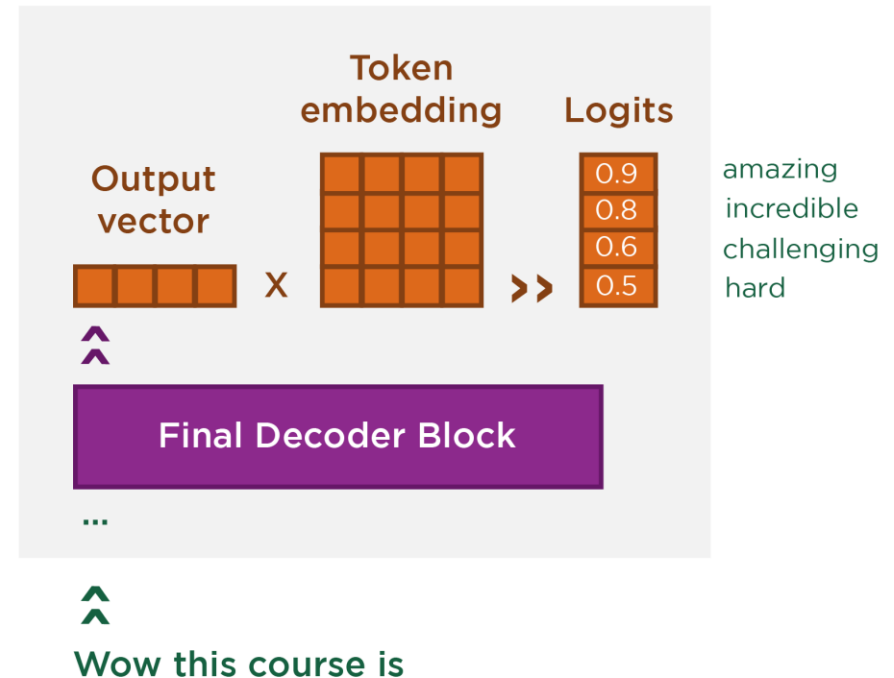 Token
embedding
Logits
Output
vector
0.9
amazing
0.8
incredible
0.6
challenging
x
>>
0.5
hard
Final Decoder Block
...
Wow this course is